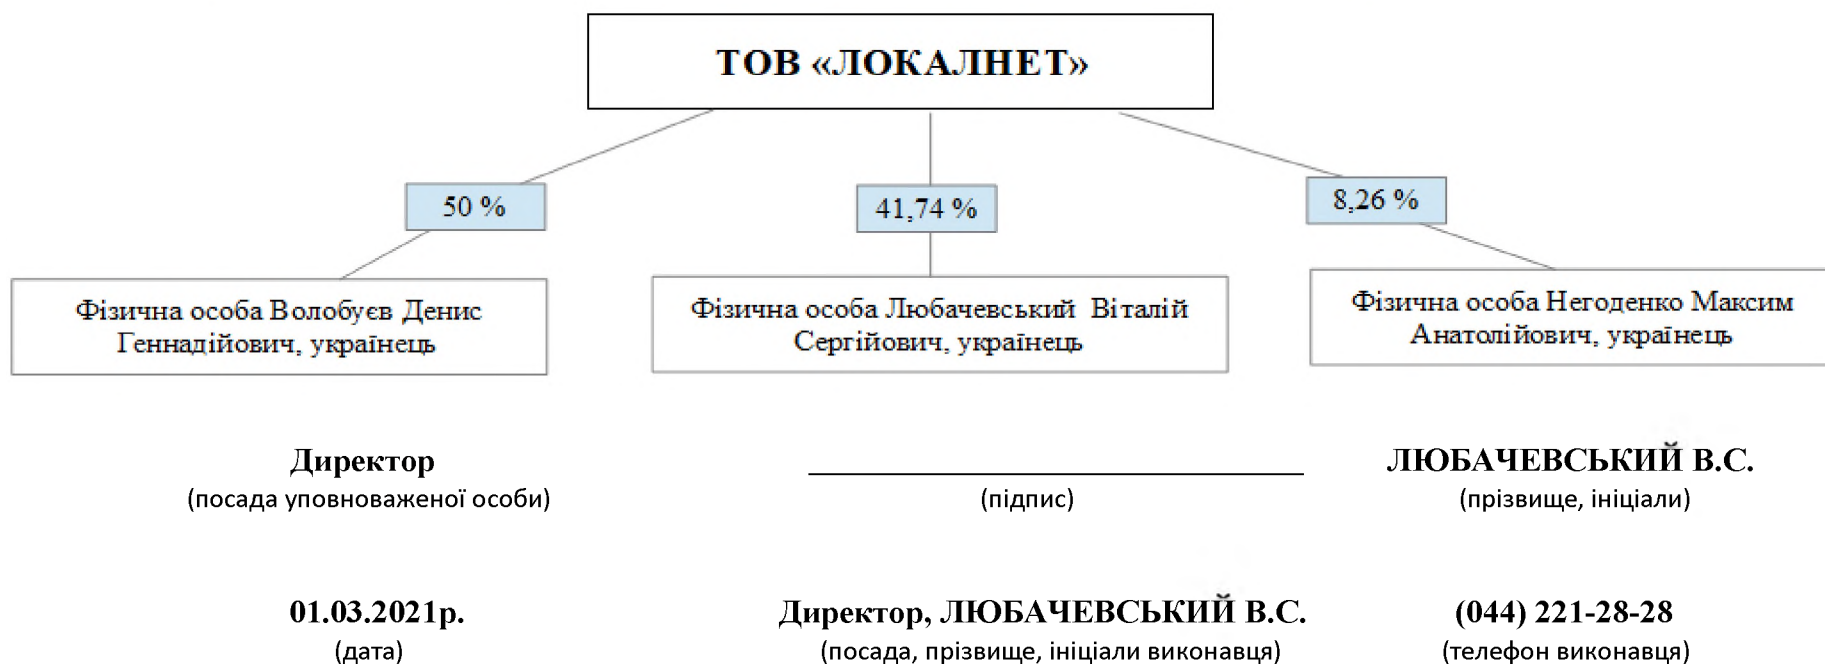 ТОВ «ЛОКАЛНЕТ»
50 %
41,74 %
8,26 %
Фізична особа Волобуєв Денис
Геннадійович, українець
Фізична особа Любачевський Віталій
Сергійович, українець
Фізична особа Негоденко Максим
Анатолійович, українець
Директор
(посада уповноваженої особи)
(підпис)
ЛЮБАЧЕВСЬКИЙ В.С.
(прізвище, ініціали)
01.03.2021р.
(дата)
Директор, ЛЮБАЧЕВСЬКИЙ В.С.
(посада, прізвище, ініціали виконавця)
(044) 221-28-28
(телефон виконавця)